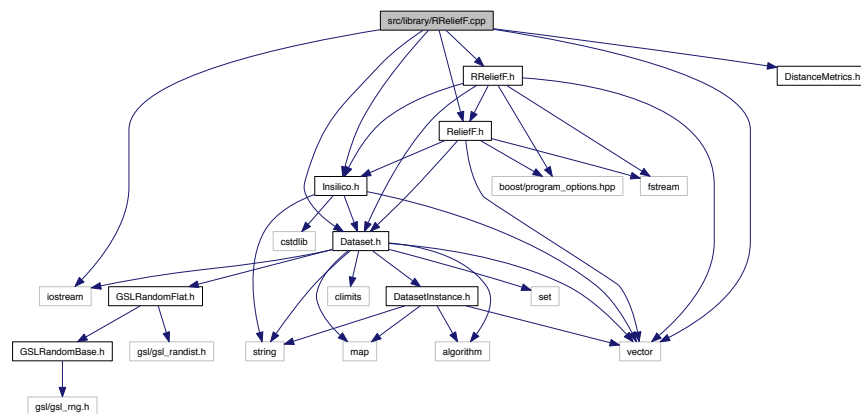 src/library/RReliefF.cpp
RReliefF.h
DistanceMetrics.h
ReliefF.h
Insilico.h
boost/program_options.hpp
fstream
cstdlib
Dataset.h
iostream
GSLRandomFlat.h
climits
DatasetInstance.h
set
GSLRandomBase.h
gsl/gsl_randist.h
string
map
algorithm
vector
gsl/gsl_rng.h